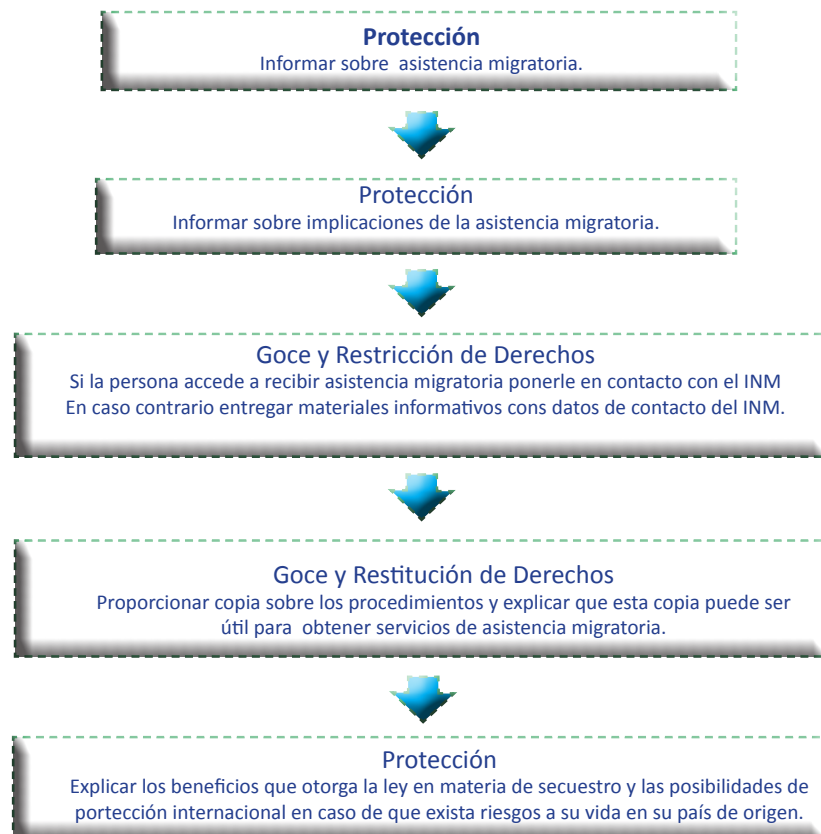 Protección
Informar sobre asistencia migratoria.
Protección
Informar sobre implicaciones de la asistencia migratoria.
Goce y Restricción de Derechos
Si la persona accede a recibir asistencia migratoria ponerle en contacto con el INM
En caso contrario entregar materiales informativos cons datos de contacto del INM.
Goce y Restitución de Derechos
Proporcionar copia sobre los procedimientos y explicar que esta copia puede ser
útil para obtener servicios de asistencia migratoria.
Protección
Explicar los beneficios que otorga la ley en materia de secuestro y las posibilidades de
portección internacional en caso de que exista riesgos a su vida en su país de origen.